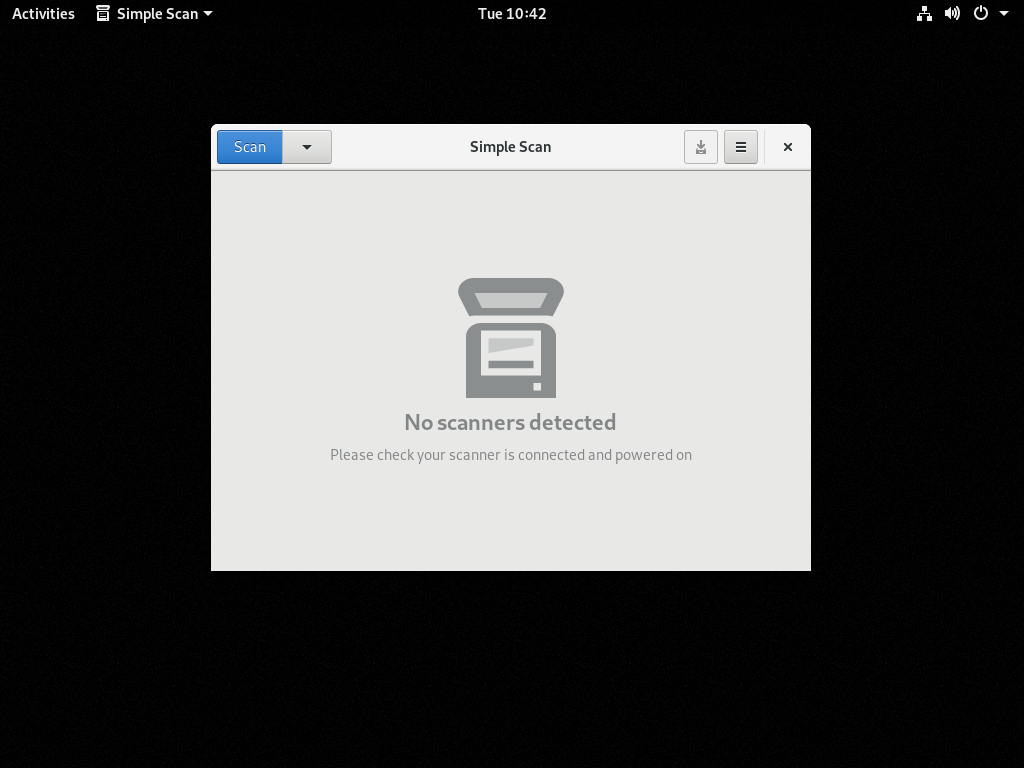 Activities Simple Scan Tue 10:42
Scan Simple Scan
No scanners detected
Please check your scanner is connected and powered on